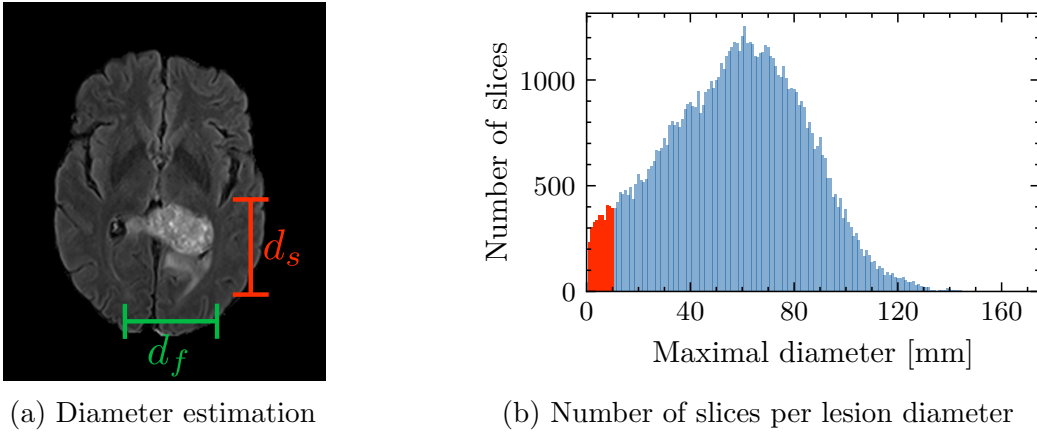 d_s
d_f
(a) Diameter estimation
Number of slices
1000
500
0
0 40 80 120 160
Maximal diameter [mm]
(b) Number of slices per lesion diameter